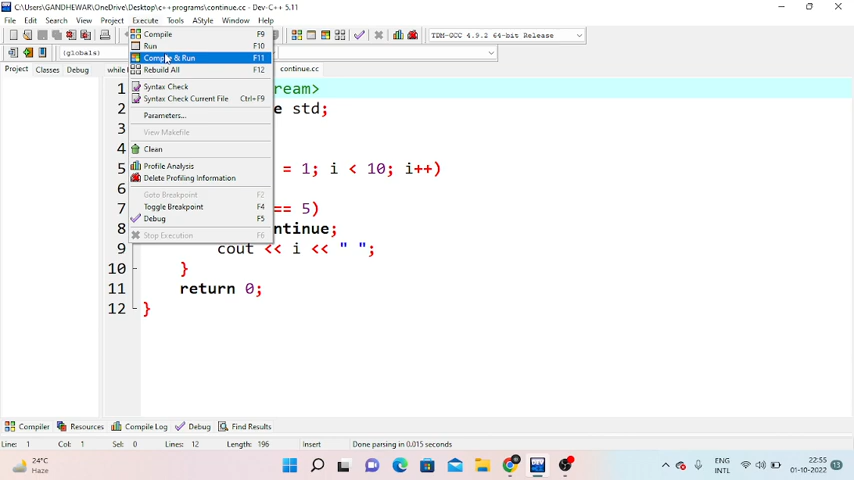 C:\Users\GANDHEWAR\OneDrive\Desktop\c++programs\continue.cc - Dev-C++ 5.11
File Edit Search View Project Execute Tools AStyle Window Help
TDM-GCC 4.9.2 64-bit Release
(globals)
Compile F9
Run F10
Compile & Run F11
Rebuild All F12
Syntax Check
Syntax Check Current File Ctrl+F9
Parameters...
View Makefile
Clean
Profile Analysis
Delete Profiling Information
Goto Breakpoint F2
Toggle Breakpoint F4
Debug F5
Stop Execution F6
Project Classes Debug while continue.cc
1 ream>
2 e std;
3
4
5 = 1; i < 10; i++)
6
7 == 5)
8 ntinue;
9 cout << i << " ";
10 }
11 return 0;
12 }
Compiler Resources Compile Log Debug Find Results
Line: 1 Col: 1 Sel: 0 Lines: 12 Length: 196 Insert Done parsing in 0.015 seconds
24°C
Haze
ENG
INTL
22:55
01-10-2022
13